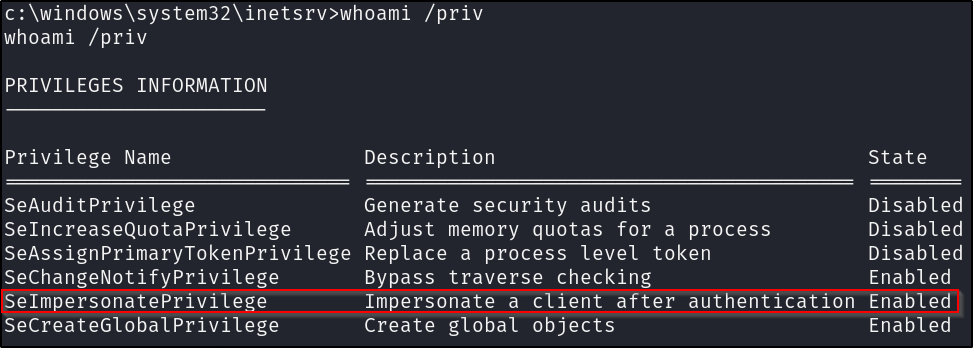 c:\windows\system32\inetsrv>whoami /priv
whoami /priv
PRIVILEGES INFORMATION
----------------------
Privilege Name                Description                               State
============================= ========================================= ========
SeAuditPrivilege              Generate security audits                  Disabled
SeIncreaseQuotaPrivilege      Adjust memory quotas for a process        Disabled
SeAssignPrimaryTokenPrivilege Replace a process level token             Disabled
SeChangeNotifyPrivilege       Bypass traverse checking                  Enabled
SeImpersonatePrivilege        Impersonate a client after authentication Enabled
SeCreateGlobalPrivilege       Create global objects                     Enabled